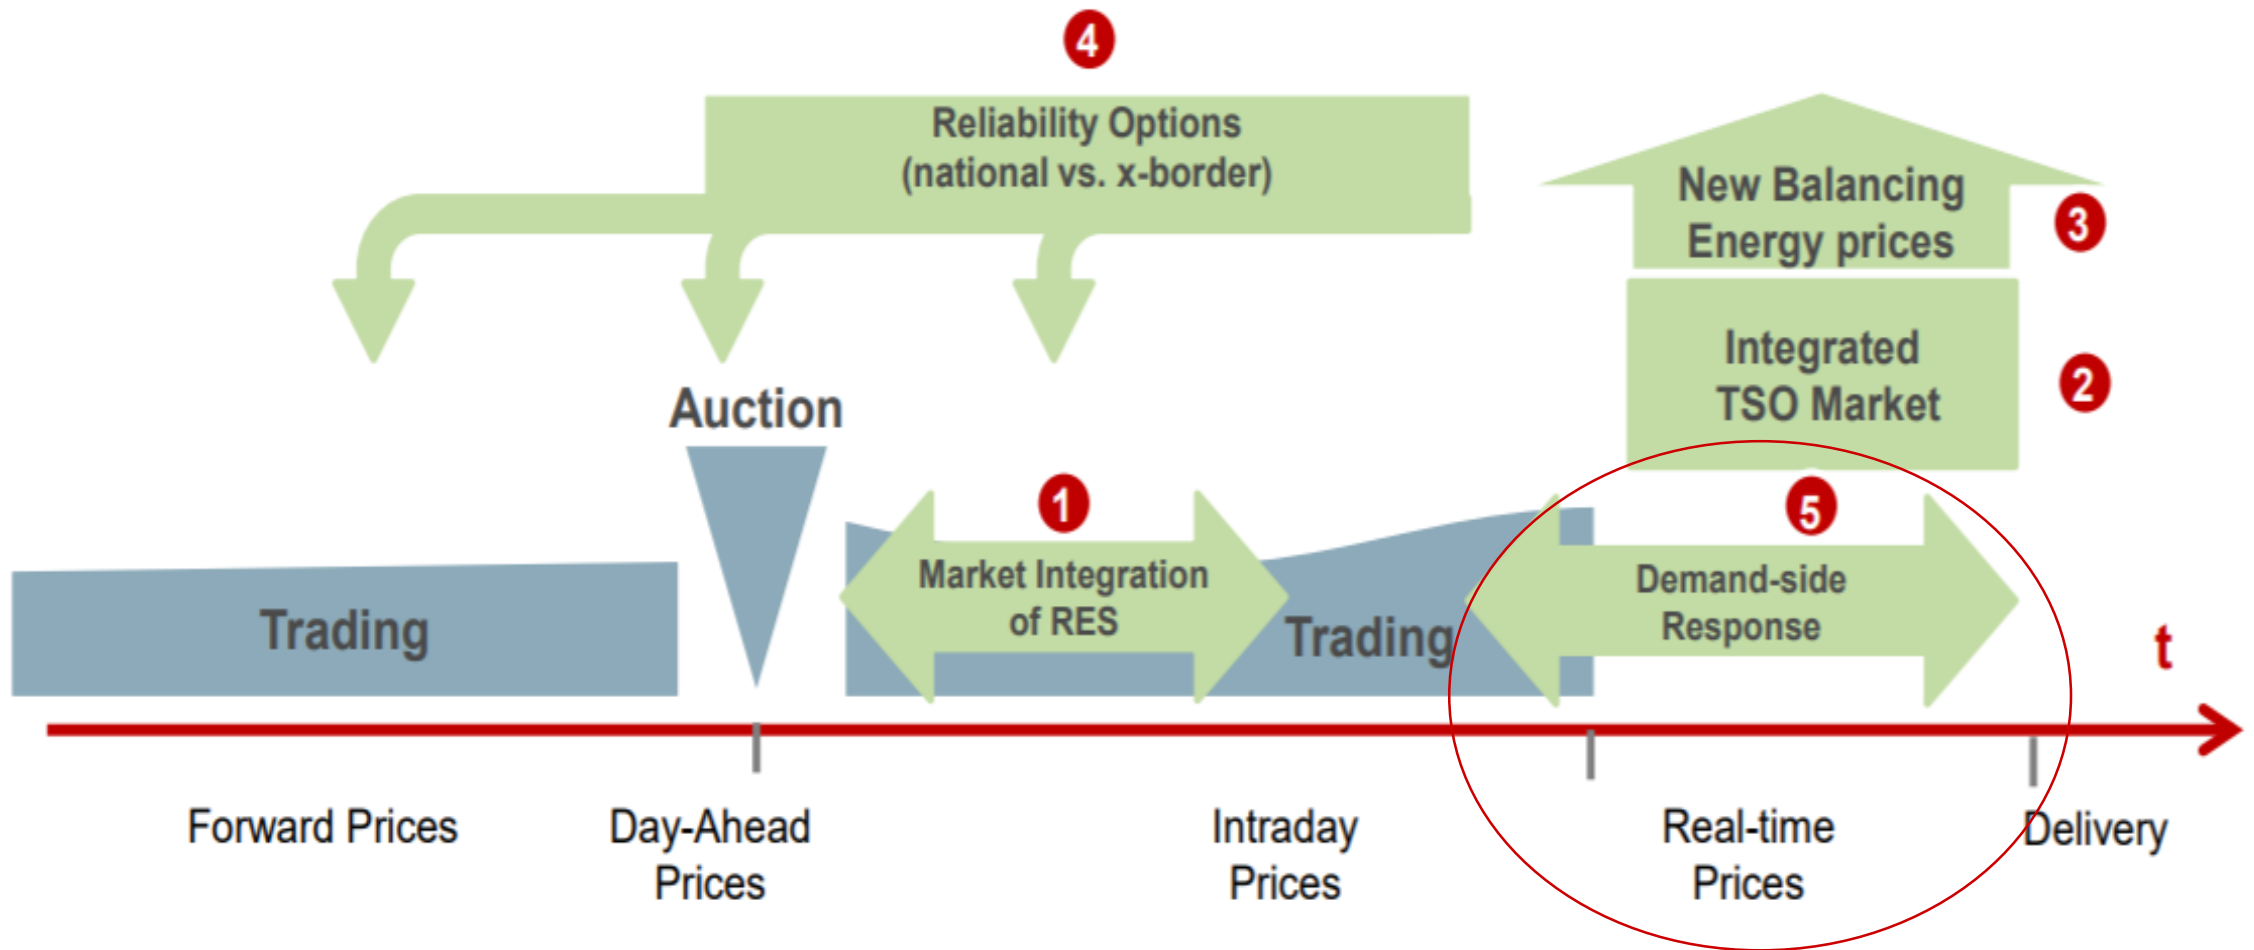 4
Reliability Options
(national vs. x-border)
New Balancing
Energy prices
3
Integrated
TSO Market
2
Auction
1
5
Market Integration
of RES
Demand-side
Response
Trading
Trading
t
Forward Prices
Day-Ahead
Prices
Intraday
Prices
Real-time
Prices
Delivery